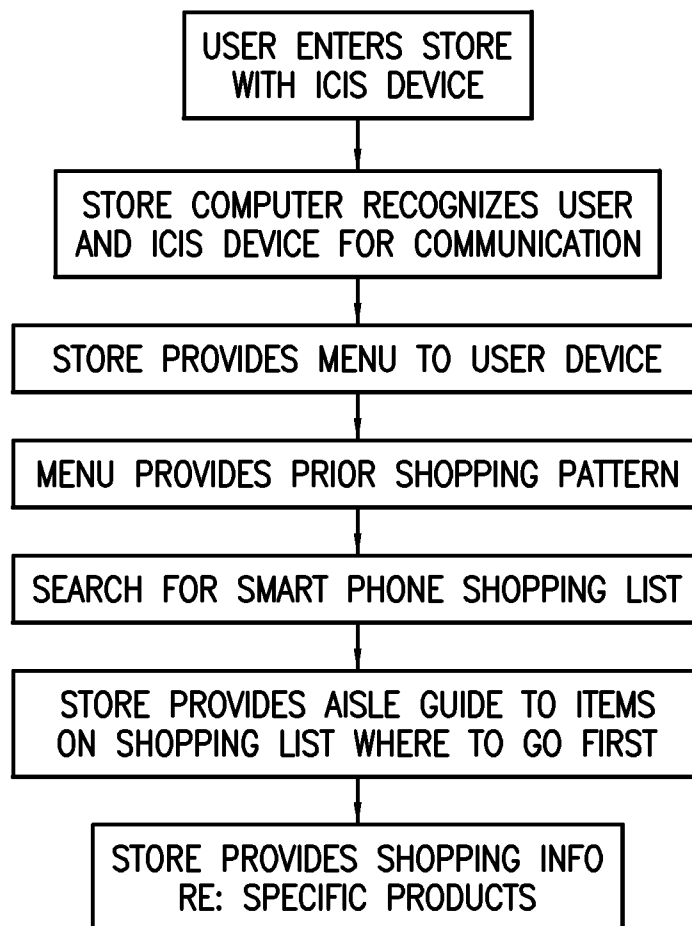 USER ENTERS STORE
WITH ICIS DEVICE
STORE COMPUTER RECOGNIZES USER
AND ICIS DEVICE FOR COMMUNICATION
STORE PROVIDES MENU TO USER DEVICE
MENU PROVIDES PRIOR SHOPPING PATTERN
SEARCH FOR SMART PHONE SHOPPING LIST
STORE PROVIDES AISLE GUIDE TO ITEMS
ON SHOPPING LIST WHERE TO GO FIRST
STORE PROVIDES SHOPPING INFO
RE: SPECIFIC PRODUCTS